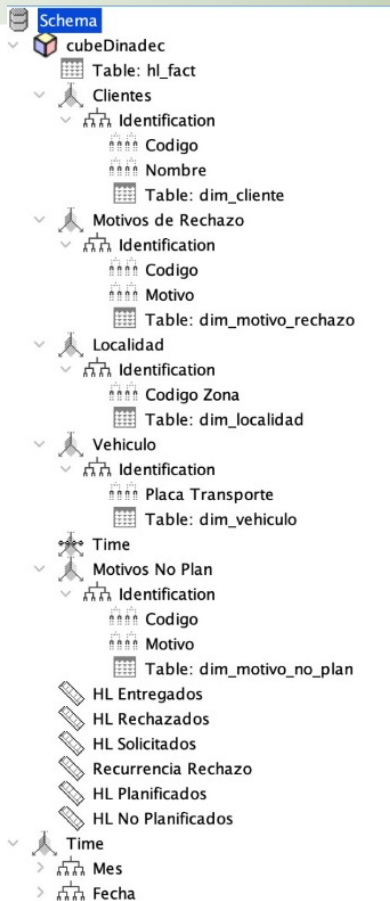 Schema
cubeDinadec
Table: hl_fact
Clientes
Identification
Codigo
Nombre
Table: dim_cliente
Motivos de Rechazo
Identification
Codigo
Motivo
Table: dim_motivo_rechazo
Localidad
Identification
Codigo Zona
Table: dim_localidad
Vehiculo
Identification
Placa Transporte
Table: dim_vehiculo
Time
Motivos No Plan
Identification
Codigo
Motivo
Table: dim_motivo_no_plan
HL Entregados
HL Rechazados
HL Solicitados
Recurrencia Rechazo
HL Planificados
HL No Planificados
Time
Mes
Fecha